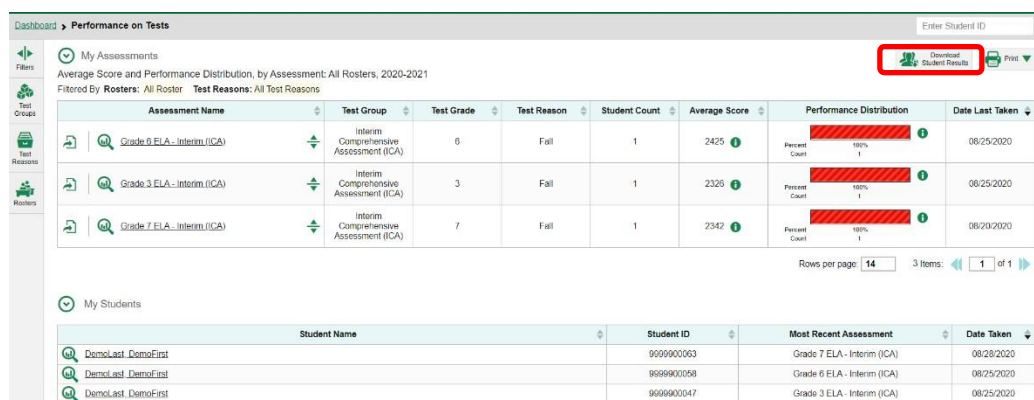 Dashboard > Performance on Tests
Enter Student ID
Filters
Test Groups
Test Reasons
Rosters
My Assessments
Download Student Results
Print
Average Score and Performance Distribution, by Assessment: All Rosters, 2020-2021
Filtered By Rosters: All Roster Test Reasons: All Test Reasons
Assessment Name Test Group Test Grade Test Reason Student Count Average Score Performance Distribution Date Last Taken
Grade 6 ELA - Interim (ICA) Interim Comprehensive Assessment (ICA) 6 Fall 1 2425 Percent 100% Count 1 08/25/2020
Grade 3 ELA - Interim (ICA) Interim Comprehensive Assessment (ICA) 3 Fall 1 2326 Percent 100% Count 1 08/25/2020
Grade 7 ELA - Interim (ICA) Interim Comprehensive Assessment (ICA) 7 Fall 1 2342 Percent 100% Count 1 08/20/2020
Rows per page: 14 3 Items: 1 of 1
My Students
Student Name Student ID Most Recent Assessment Date Taken
DemoLast, DemoFirst 9999900063 Grade 7 ELA - Interim (ICA) 08/28/2020
DemoLast, DemoFirst 9999900058 Grade 6 ELA - Interim (ICA) 08/25/2020
DemoLast, DemoFirst 9999900047 Grade 3 ELA - Interim (ICA) 08/25/2020